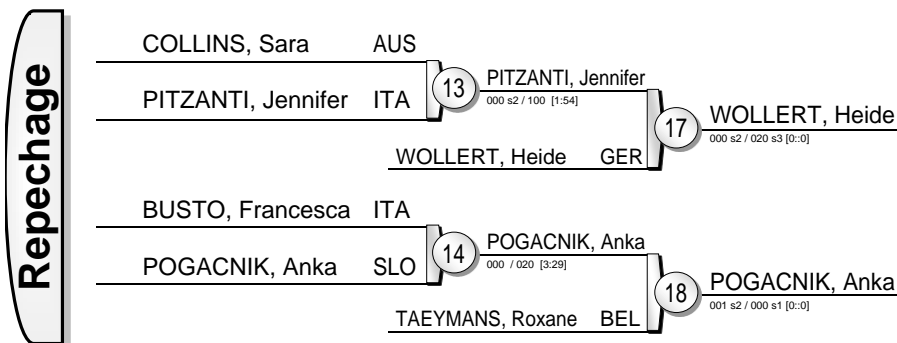 Repechage
COLLINS, Sara AUS
PITZANTI, Jennifer ITA
13
PITZANTI, Jennifer
000 s2 / 100 [1:54]
WOLLERT, Heide GER
17
WOLLERT, Heide
000 s2 / 020 s3 [0::0]
BUSTO, Francesca ITA
POGACNIK, Anka SLO
14
POGACNIK, Anka
000 / 020 [3:29]
TAEYMANS, Roxane BEL
18
POGACNIK, Anka
001 s2 / 000 s1 [0::0]